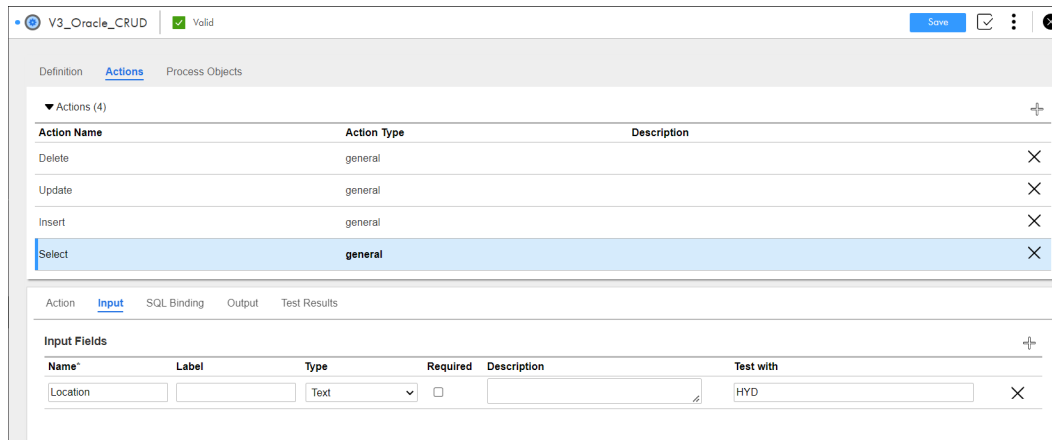 V3_Oracle_CRUD Valid Save
Definition Actions Process Objects
Actions (4)
Action Name Action Type Description
Delete general
Update general
Insert general
Select general
Action Input SQL Binding Output Test Results
Input Fields
Name* Label Type Required Description Test with
Location Text HYD